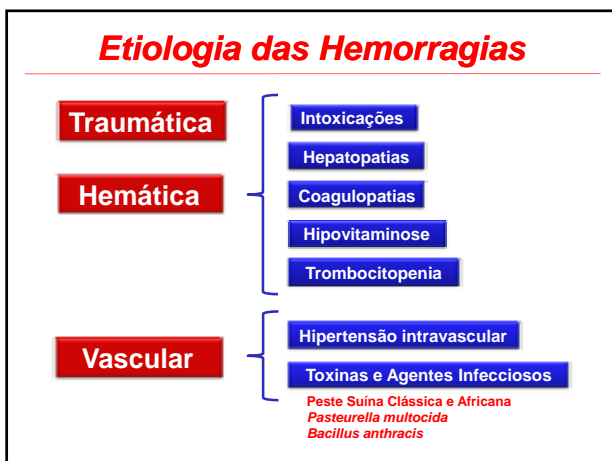 Etiologia das Hemorragias
Traumática
Hemática
Intoxicações
Hepatopatias
Coagulopatias
Hipovitaminose
Trombocitopenia
Vascular
Hipertensão intravascular
Toxinas e Agentes Infecciosos
Peste Suína Clássica e Africana
Pasteurella multocida
Bacillus anthracis